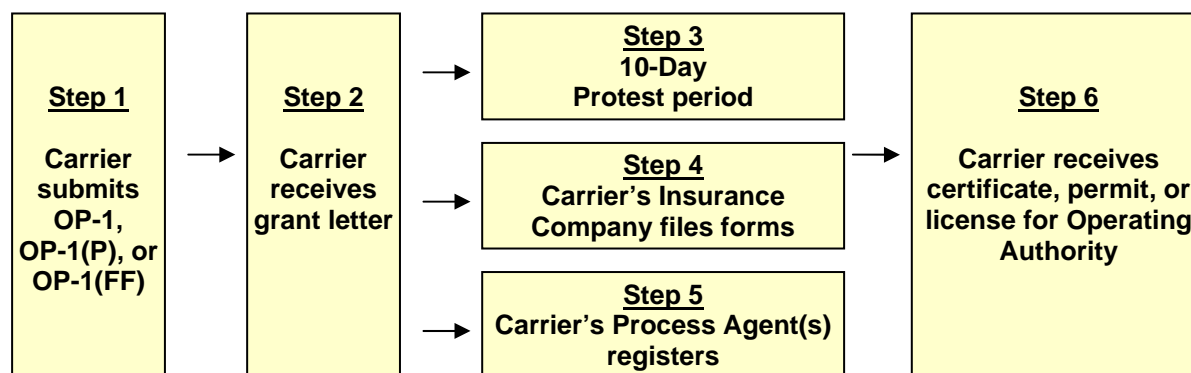 Step 1
Carrier
submits
OP-1,
OP-1(P), or
OP-1(FF)
Step 2
Carrier
receives
grant letter
Step 3
10-Day
Protest period
Step 4
Carrier’s Insurance
Company files forms
Step 5
Carrier’s Process Agent(s)
registers
Step 6
Carrier receives
certificate, permit, or
license for Operating
Authority